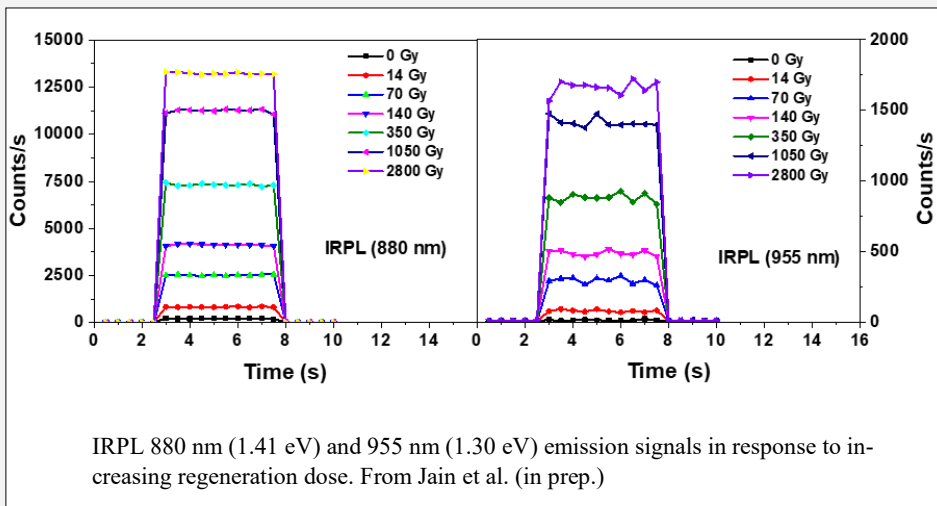 15000
12500
10000
7500
5000
2500
0
Counts/s
0 2 4 6 8 10 12 14
Time (s)
0 Gy
14 Gy
70 Gy
140 Gy
350 Gy
1050 Gy
2800 Gy
IRPL (880 nm)
0 Gy
14 Gy
70 Gy
140 Gy
350 Gy
1050 Gy
2800 Gy
IRPL (955 nm)
0 2 4 6 8 10 12 14 16
Time (s)
2000
1500
1000
500
0
Counts/s
IRPL 880 nm (1.41 eV) and 955 nm (1.30 eV) emission signals in response to in-
creasing regeneration dose. From Jain et al. (in prep.)